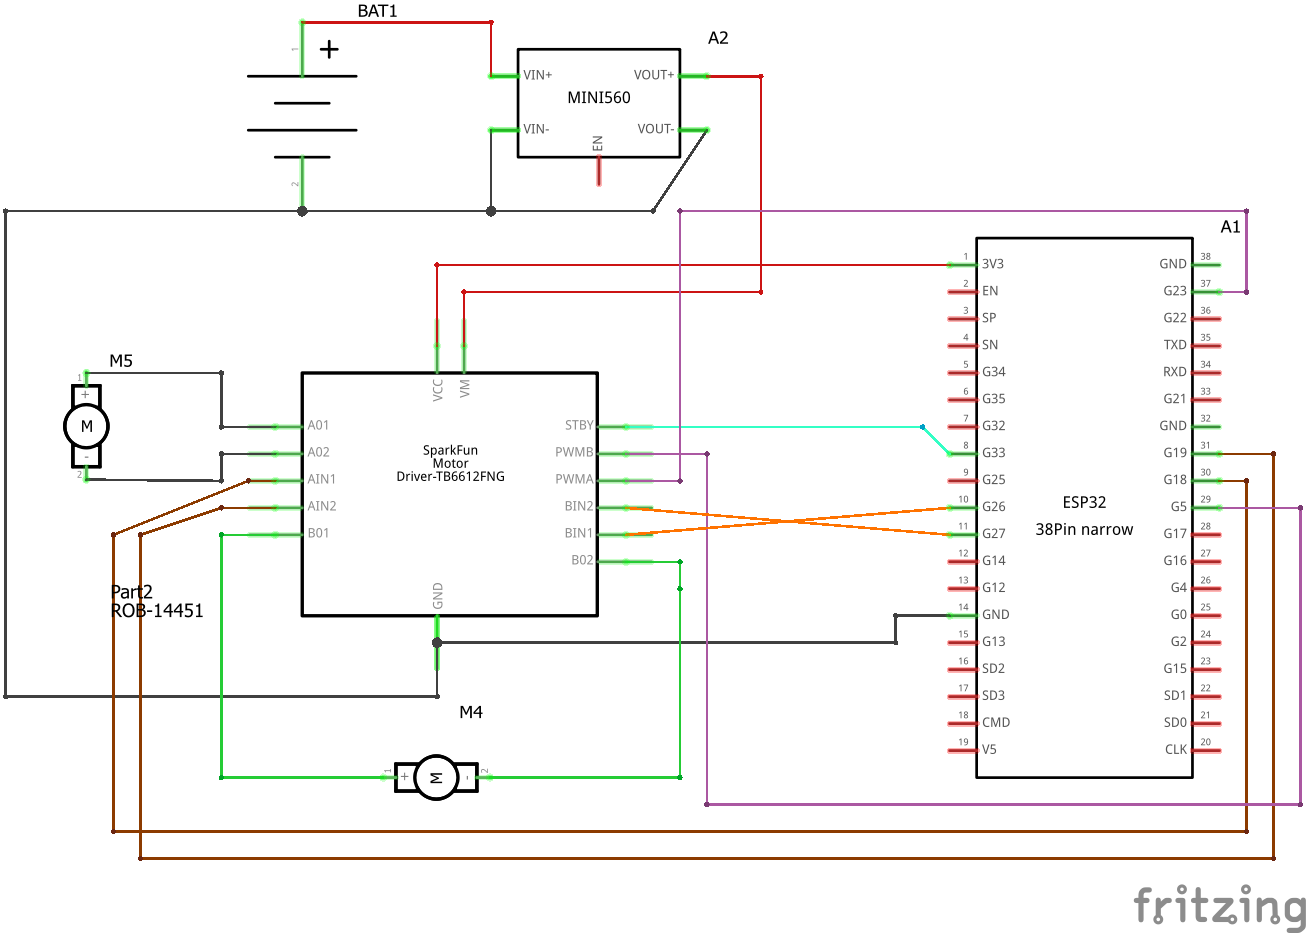 BAT1
1
+
2
A2
VIN+
VOUT+
MINI560
VIN-
VOUT-
EN
A1
1 3V3 GND 38
2 EN G23 37
3 SP G22 36
4 SN TXD 35
5 G34 RXD 34
6 G35 G21 33
7 G32 GND 32
8 G33 G19 31
9 G25 G18 30
10 G26 G5 29
11 G27 G17 28
12 G14 G16 27
13 G12 G4 26
14 GND G0 25
15 G13 G2 24
16 SD2 G15 23
17 SD3 SD1 22
18 CMD SD0 21
19 V5 CLK 20
ESP32
38Pin narrow
M5
1
+
M
-
2
VCC
VM
A01
A02
AIN1
AIN2
B01
SparkFun
Motor
Driver-TB6612FNG
STBY
PWMB
PWMA
BIN2
BIN1
B02
GND
Part2
ROB-14451
M4
1
+
M
-
2
fritzing